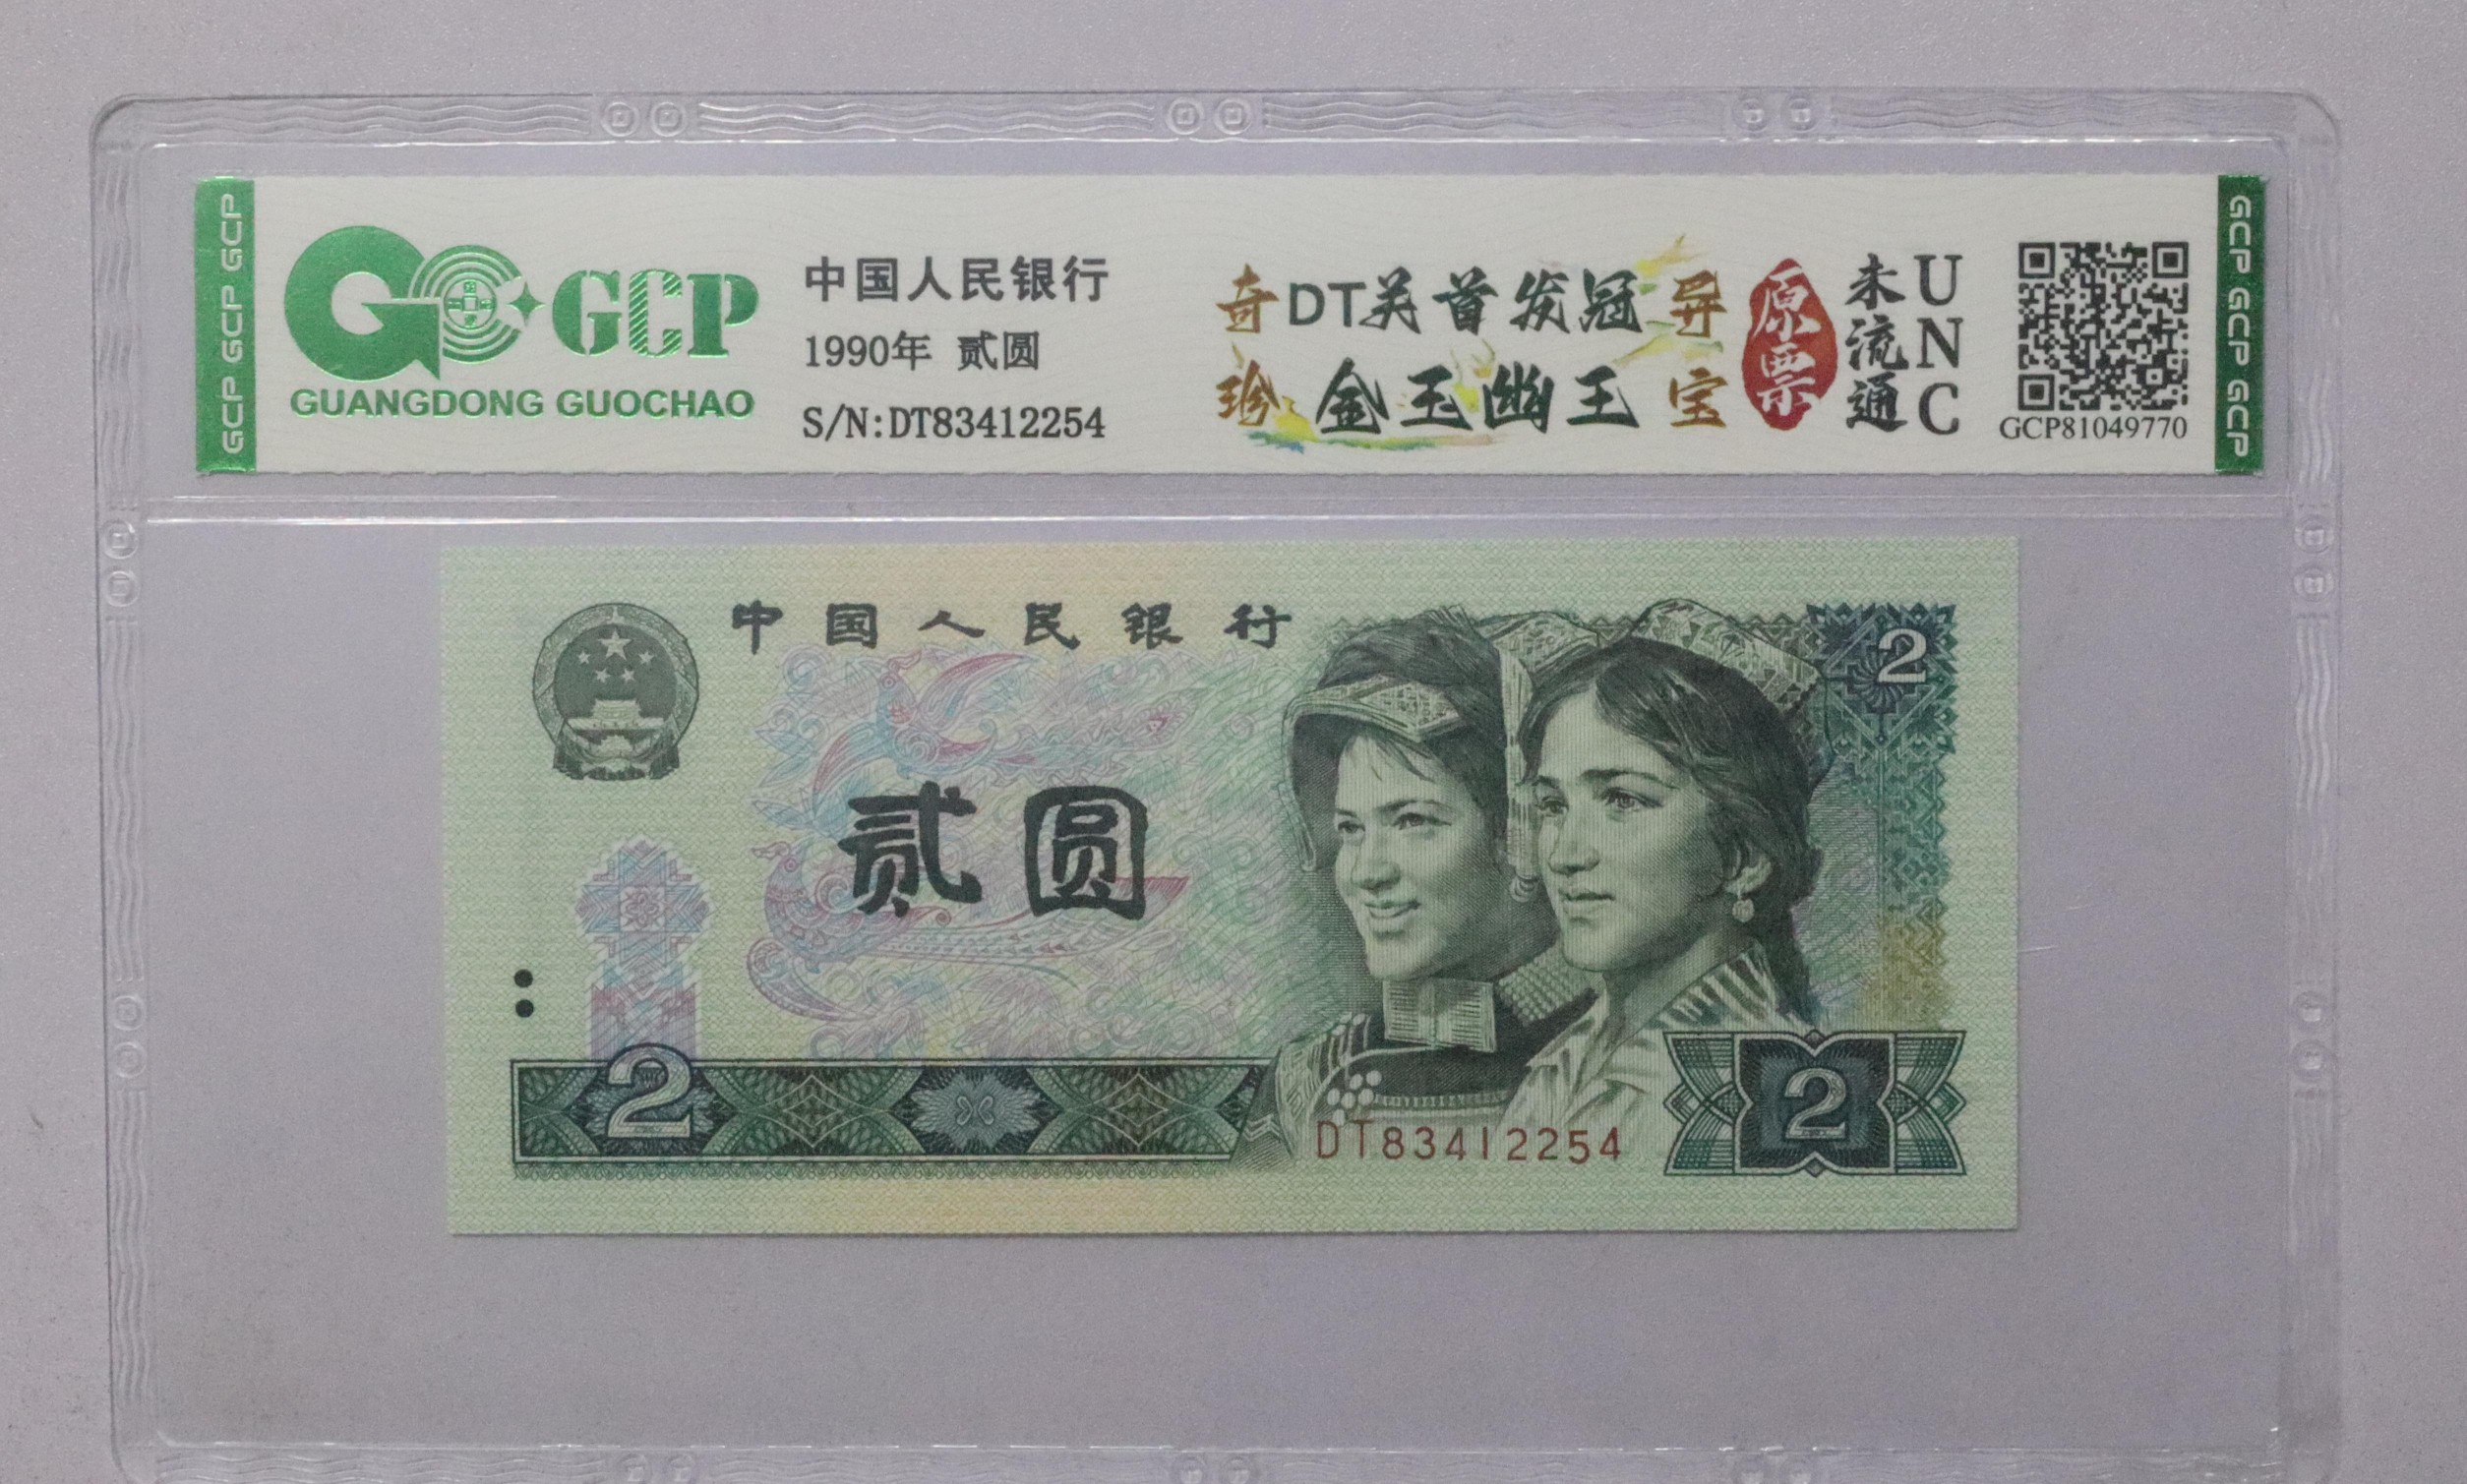 GCP GCP GCP
GCP
GUANGDONG GUOCHAO
中国人民银行
1990年 贰圆
S/N:DT83412254
奇珍异宝
DT关首发冠
金玉幽王
原票
未流通
UNC
GCP81049770
GCP GCP GCP
中国人民银行
2
贰圆
2
DT83412254
2